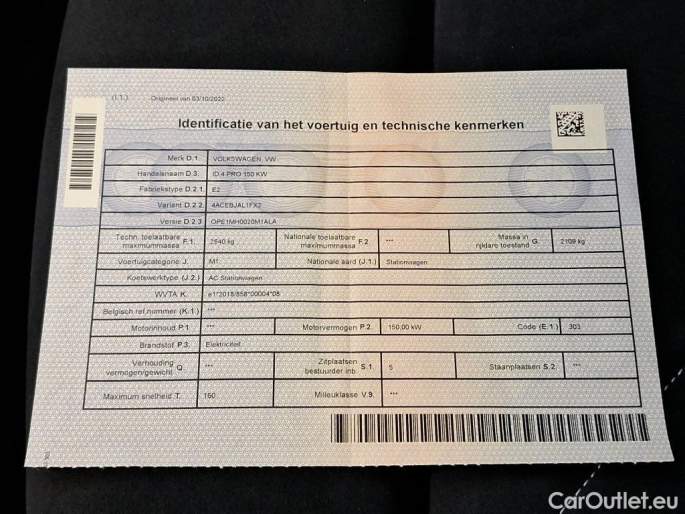 (I.1.) Origineel van 03/10/2022
Identificatie van het voertuig en technische kenmerken
Merk D.1. VOLKSWAGEN, VW
Handelsnaam D.3. ID.4 PRO 150 KW
Fabriekstype D.2.1. E2
Variant D.2.2. 4ACEBJAL1FX2
Versie D.2.3. OPE1MH0020M1ALA
Techn. toelaatbare maximummassa F.1. 2640 kg Nationale toelaatbare maximummassa F.2. *** Massa in rijklare toestand G. 2109 kg
Voertuigcategorie J. M1 Nationale aard (J.1.) Stationwagen
Koetswerktype (J.2.) AC Stationwagen
WVTA K. e1*2018/858*00004*08
Belgisch ref.nummer (K.1.) ***
Motorinhoud P.1. *** Motorvermogen P.2. 150,00 kW Code (E.1.) 303
Brandstof P.3. Elektriciteit
Verhouding vermogen/gewicht Q. *** Zitplaatsen bestuurder inb. S.1. 5 Staanplaatsen S.2. ***
Maximum snelheid T. 160 Milieuklasse V.9. ***
CarOutlet.eu